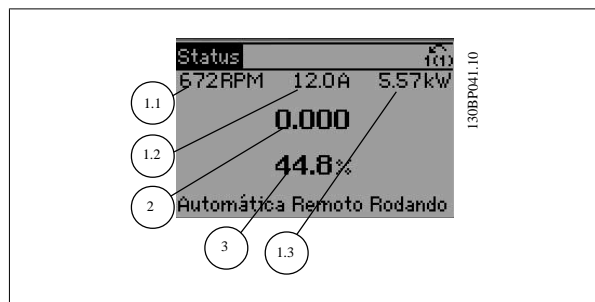 Status 1(1)
672RPM 12.0A 5.57kW
0.000
44.8%
Automática Remoto Rodando
1.1
1.2
2
3
1.3
130BP041.10